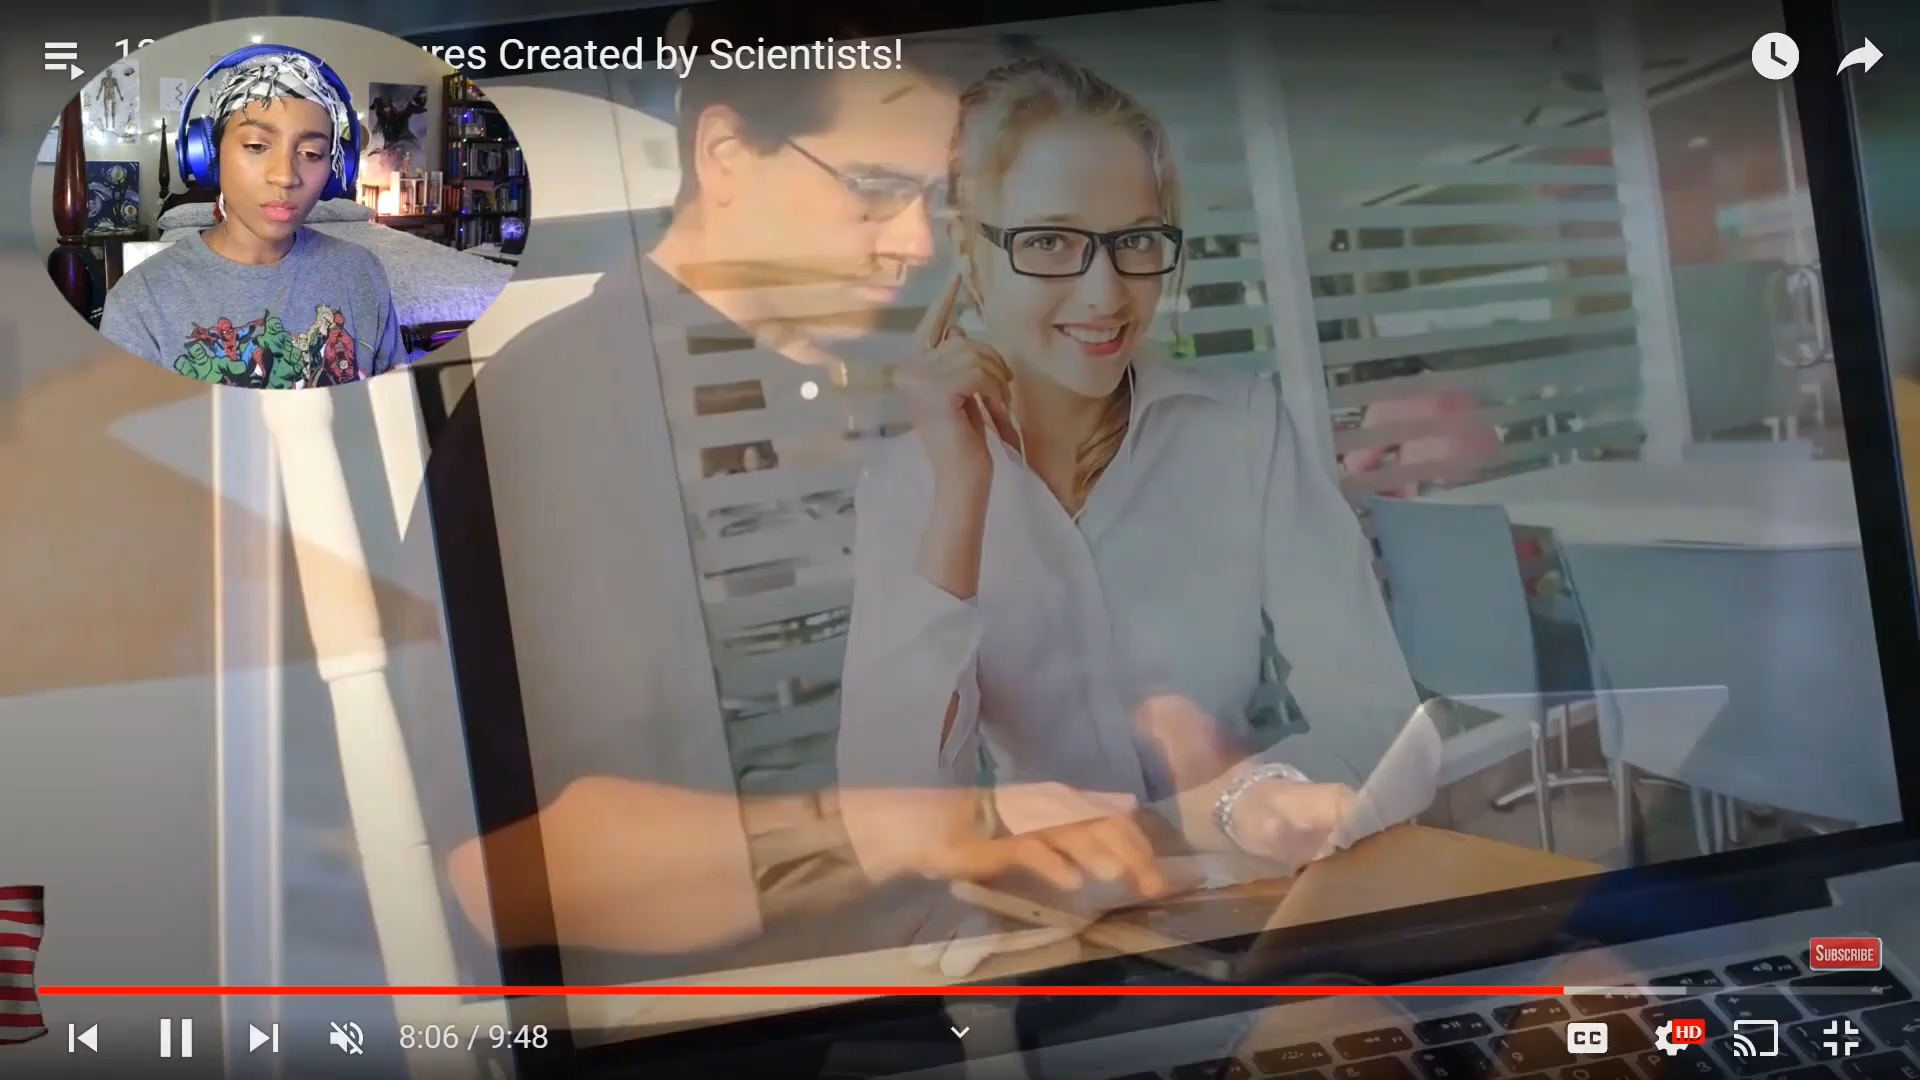 res Created by Scientists!
SUBSCRIBE
8:06 / 9:48
CC
HD